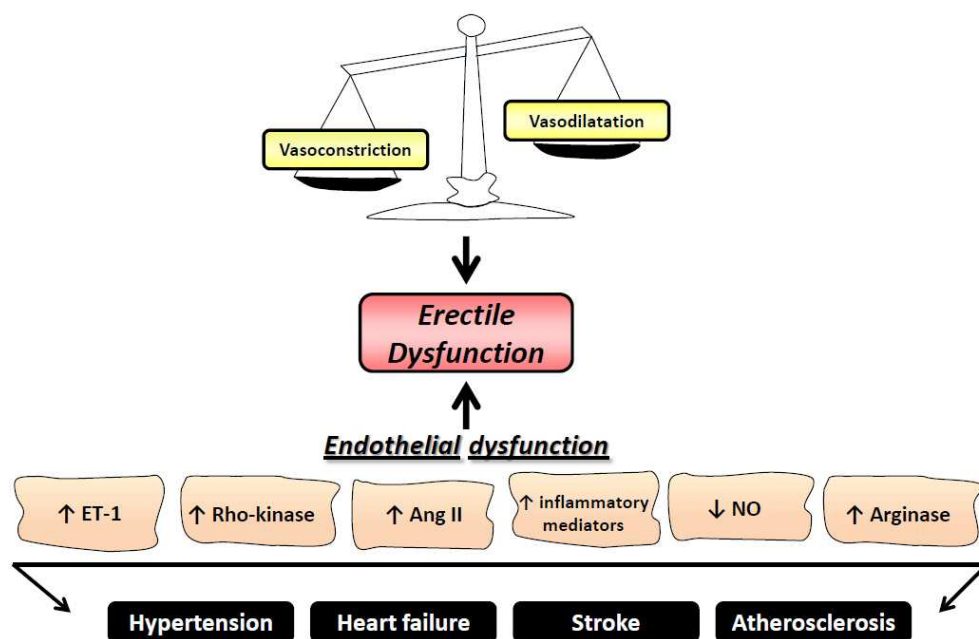 Vasodilatation
Vasoconstriction
Erectile
Dysfunction
Endothelial dysfunction
↑ ET-1
↑ Rho-kinase
↑ Ang II
↑ inflammatory
mediators
↓ NO
↑ Arginase
Hypertension
Heart failure
Stroke
Atherosclerosis